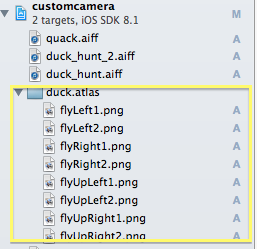 customcamera M
2 targets, iOS SDK 8.1
quack.aiff A
duck_hunt_2.aiff A
duck_hunt.aiff A
duck.atlas
flyLeft1.png A
flyLeft2.png A
flyRight1.png A
flyRight2.png A
flyUpLeft1.png A
flyUpLeft2.png A
flyUpRight1.png A
flyUpRight2.png A